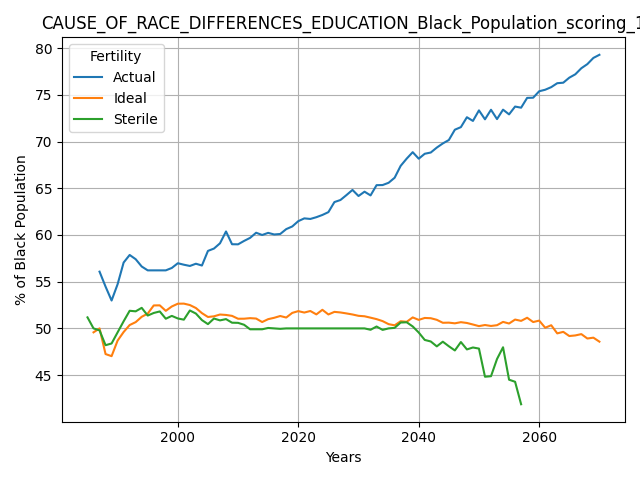 CAUSE_OF_RACE_DIFFERENCES_EDUCATION_Black_Population_scoring_1
Fertility
Actual
Ideal
Sterile
% of Black Population
80
75
70
65
60
55
50
45
2000
2020
2040
2060
Years